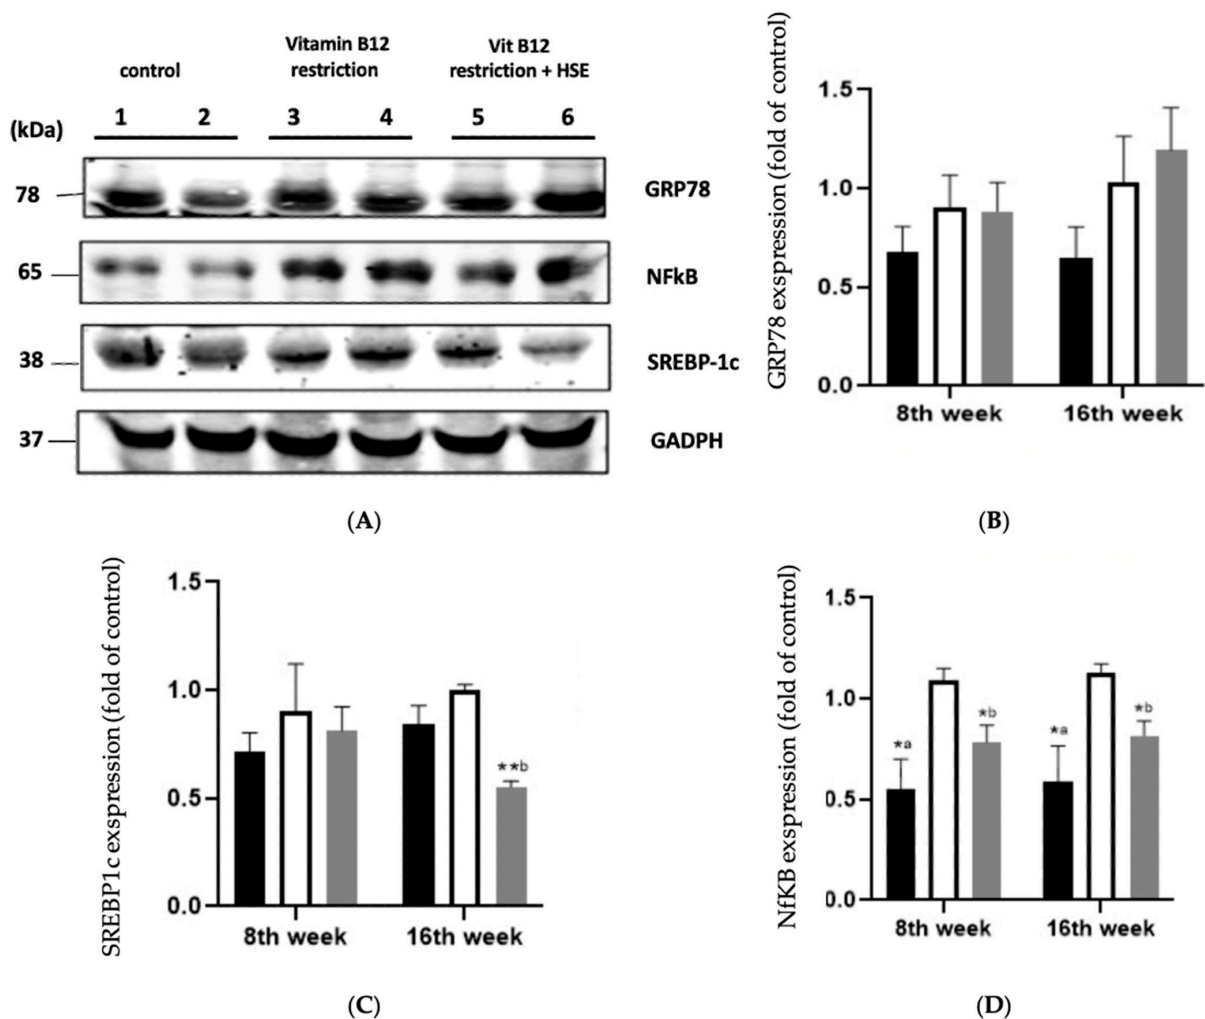 Vitamin B12
restriction
Vit B12
restriction + HSE
control
(kDa)
1 2 3 4 5 6
78 GRP78
65 NFkB
38 SREBP-1c
37 GADPH
(A)
GRP78 exspression (fold of control)
1.5
1.0
0.5
0.0
8th week 16th week
(B)
SREBP1c exspression (fold of control)
1.5
1.0
0.5
0.0
**b
8th week 16th week
(C)
NfKB exspression (fold of control)
1.5
1.0
0.5
0.0
*a *b *a *b
8th week 16th week
(D)